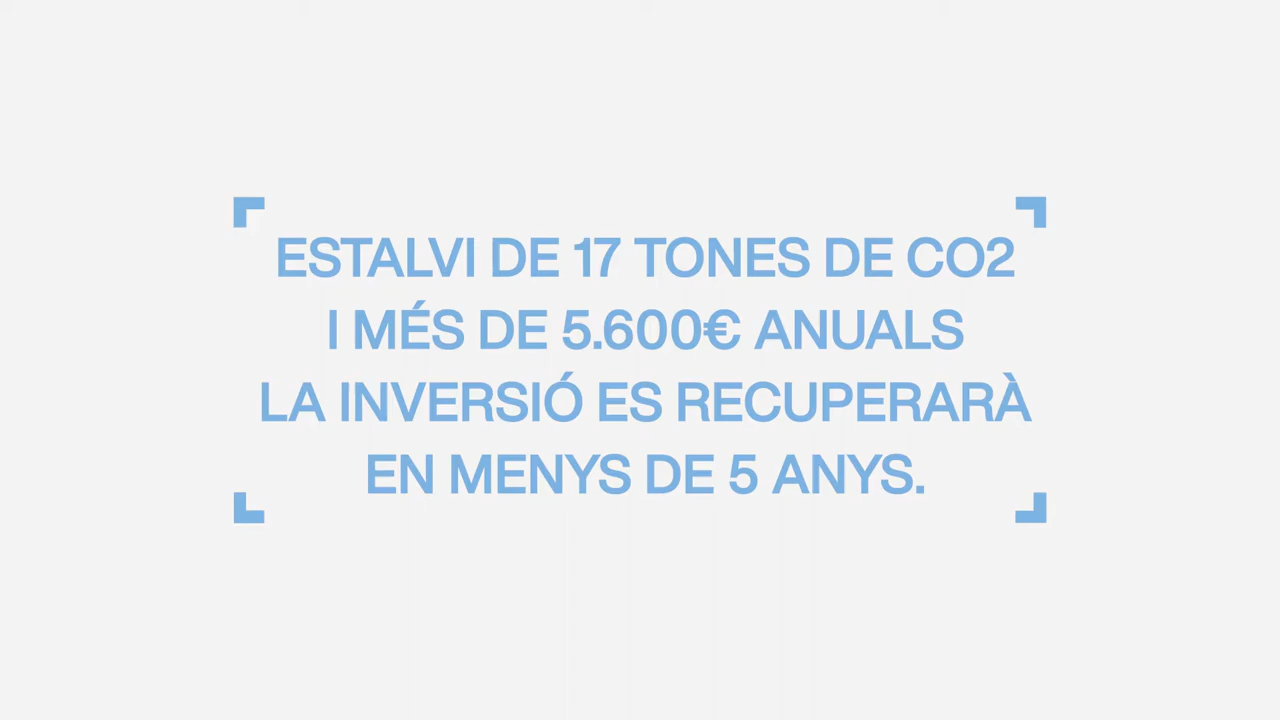 ESTALVI DE 17 TONES DE CO2
I MÉS DE 5.600€ ANUALS
LA INVERSIÓ ES RECUPERARÀ
EN MENYS DE 5 ANYS.